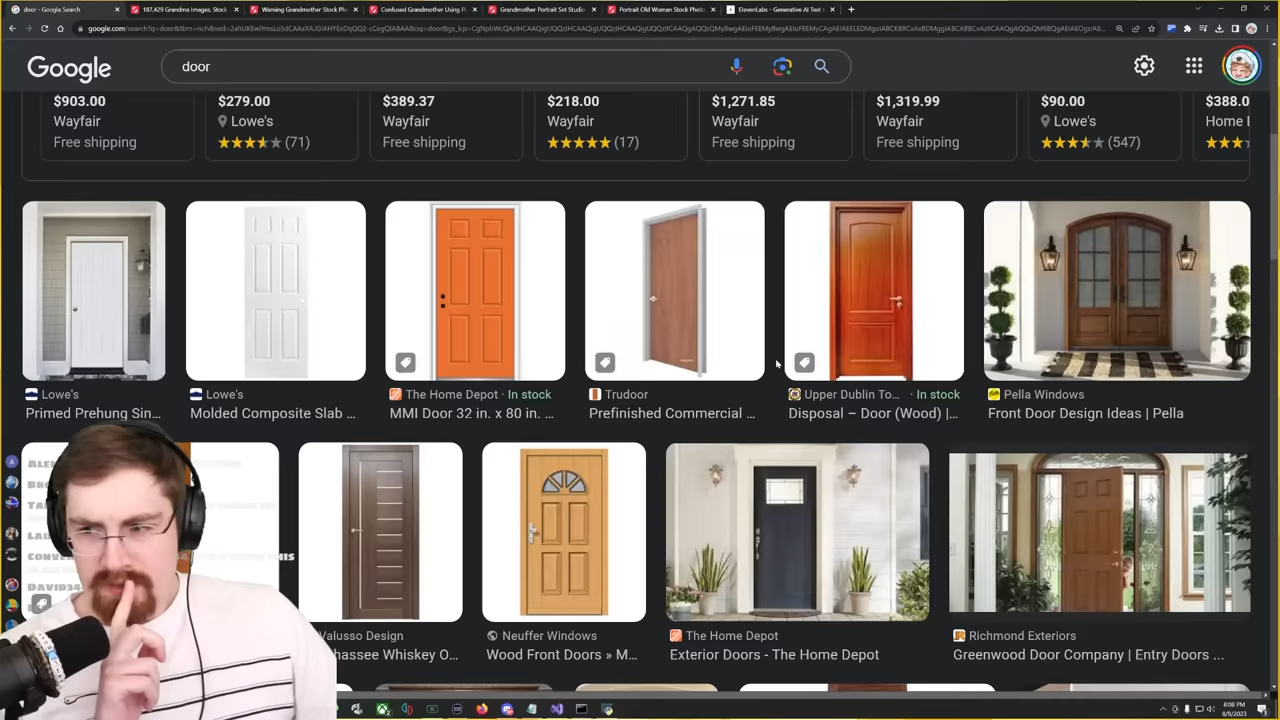 door - Google Search
187,429 Grandma Images, Stock
Warning Grandmother Stock Ph
Confused Grandmother Using P
Grandmother Portrait Set Studio
Portrait Old Woman Stock Photo
ElevenLabs - Generative AI Text
Google
door
$903.00
Wayfair
Free shipping
$279.00
Lowe's
(71)
$389.37
Wayfair
Free shipping
$218.00
Wayfair
(17)
$1,271.85
Wayfair
Free shipping
$1,319.99
Wayfair
Free shipping
$90.00
Lowe's
(547)
$388.0
Home
Lowe's
Primed Prehung Sin...
Lowe's
Molded Composite Slab ...
The Home Depot · In stock
MMI Door 32 in. x 80 in. ...
Trudoor
Prefinished Commercial ...
Upper Dublin To... · In stock
Disposal – Door (Wood) |...
Pella Windows
Front Door Design Ideas | Pella
Valusso Design
hassee Whiskey O...
Neuffer Windows
Wood Front Doors » M...
The Home Depot
Exterior Doors - The Home Depot
Richmond Exteriors
Greenwood Door Company | Entry Doors ...
8:08 PM
8/9/2023